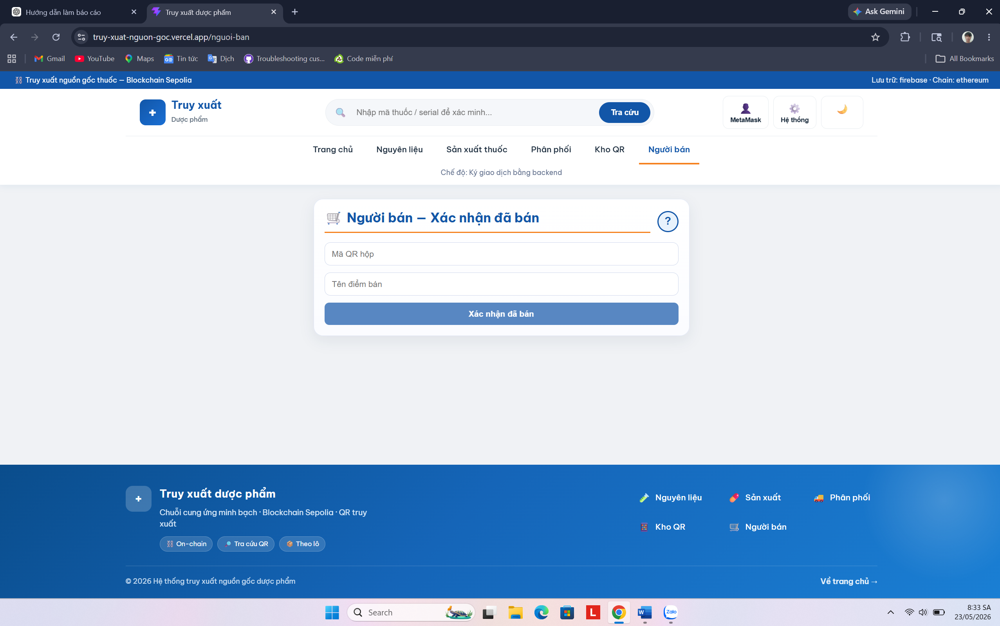 Hướng dẫn làm báo cáo
Truy xuất dược phẩm
Ask Gemini
truy-xuat-nguon-goc.vercel.app/nguoi-ban
Gmail
YouTube
Maps
Tin tức
Dịch
Troubleshooting cus...
Code miễn phí
All Bookmarks
Truy xuất nguồn gốc thuốc — Blockchain Sepolia
Lưu trữ: firebase · Chain: ethereum
Truy xuất
Dược phẩm
Nhập mã thuốc / serial để xác minh...
Tra cứu
MetaMask
Hệ thống
Trang chủ
Nguyên liệu
Sản xuất thuốc
Phân phối
Kho QR
Người bán
Chế độ: Ký giao dịch bằng backend
Người bán — Xác nhận đã bán
?
Mã QR hộp
Tên điểm bán
Xác nhận đã bán
Truy xuất dược phẩm
Chuỗi cung ứng minh bạch · Blockchain Sepolia · QR truy
xuất
On-chain
Tra cứu QR
Theo lô
Nguyên liệu
Sản xuất
Phân phối
Kho QR
Người bán
© 2026 Hệ thống truy xuất nguồn gốc dược phẩm
Về trang chủ →
Search
L
W
Zalo
8:33 SA
23/05/2026